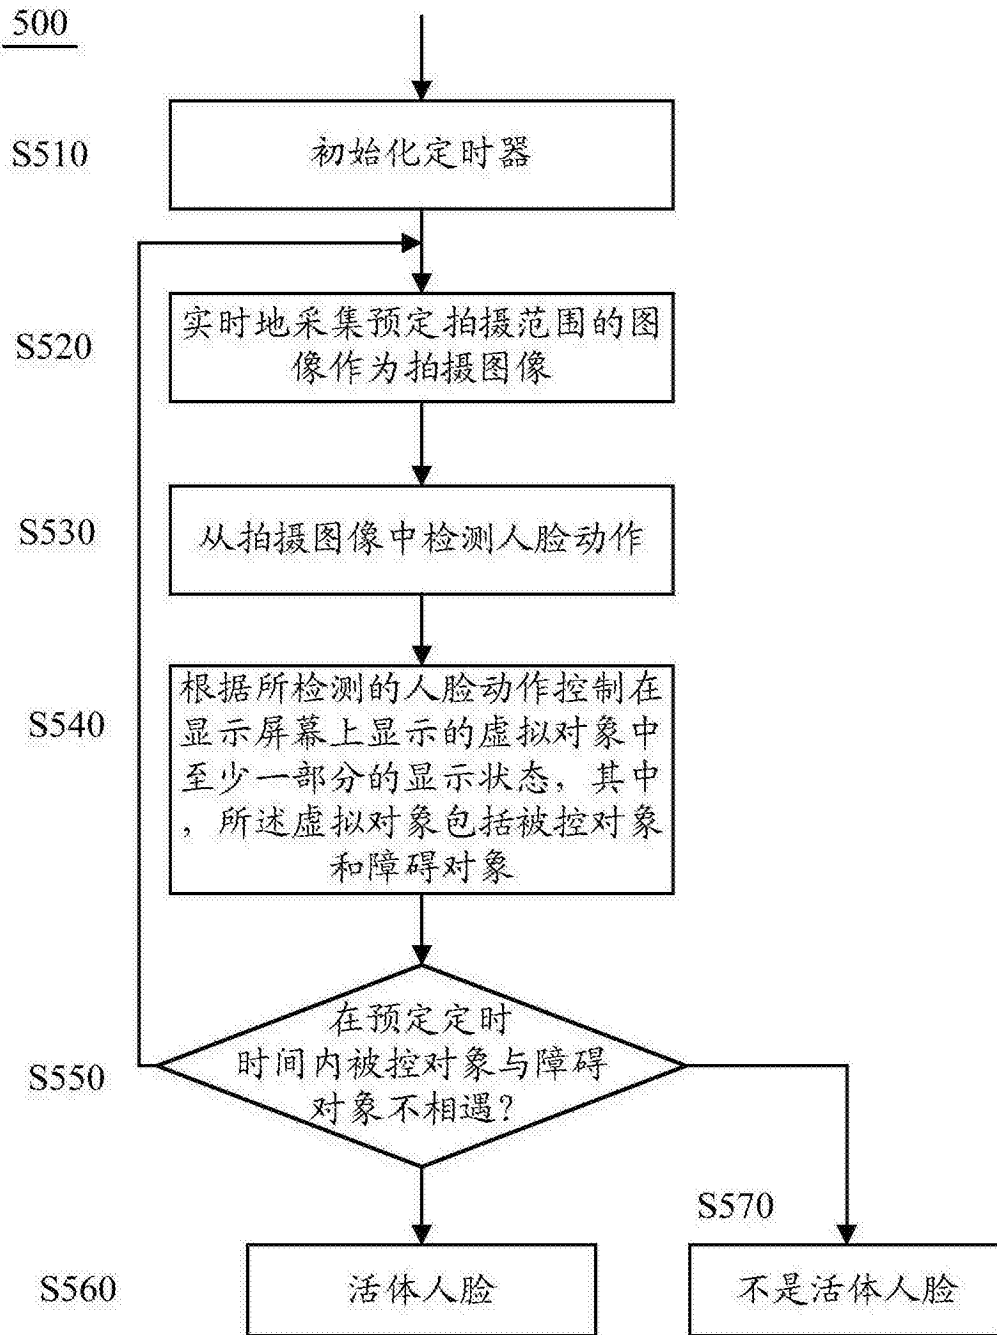 500
S510
初始化定时器
S520
实时地采集预定拍摄范围的图
像作为拍摄图像
S530
从拍摄图像中检测人脸动作
S540
根据所检测的人脸动作控制在
显示屏幕上显示的虚拟对象中
至少一部分的显示状态，其中
，所述虚拟对象包括被控对象
和障碍对象
S550
在预定定时
时间内被控对象与障碍
对象不相遇？
S560
活体人脸
S570
不是活体人脸